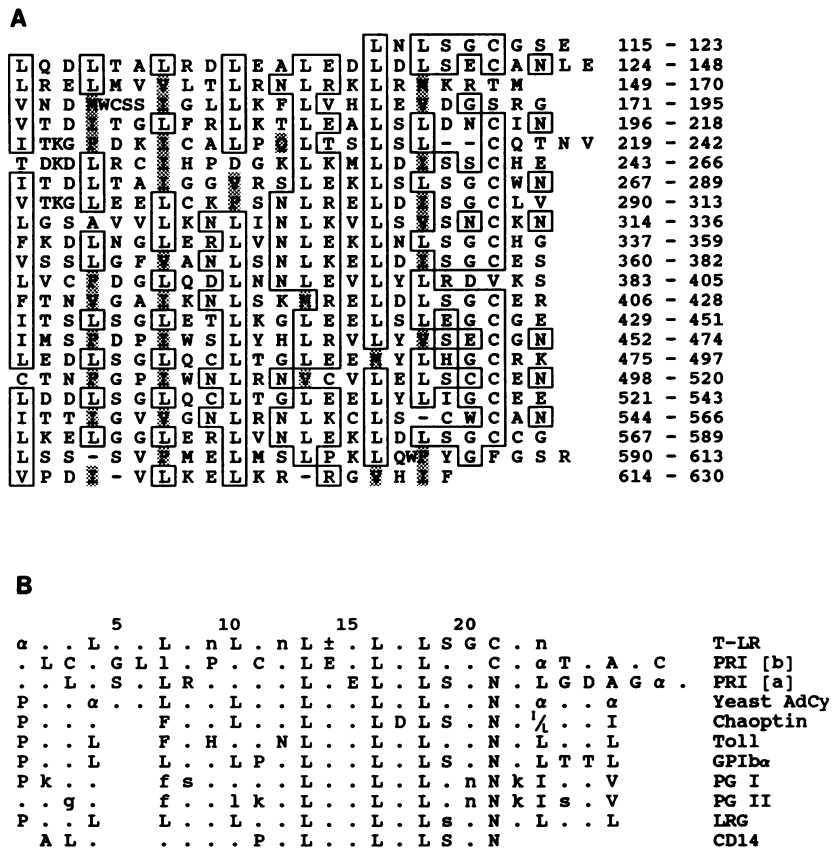 A
L N L S G C G S E 115 - 123
L Q D L T A L R D L E A L E D L D L S E C A N L E 124 - 148
L R E L M V V L T L R N L R K L R M K R T M 149 - 170
V N D M W C S S I G L L K F L V H L E V D G S R G 171 - 195
V T D I T G L F R L K T L E A L S L D N C I N 196 - 218
I T K G P D K I C A L P Q L T S L S L - - C Q T N V 219 - 242
T D K D L R C I H P D G K L K M L D I S S C H E 243 - 266
I T D L T A I G G V R S L E K L S L S G C W N 267 - 289
V T K G L E E L C K P S N L R E L D I S G C L V 290 - 313
L G S A V V L K N L I N L K V L S V S N C K N 314 - 336
F K D L N G L E R L V N L E K L N L S G C H G 337 - 359
V S S L G F V A N L S N L K E L D I S G C E S 360 - 382
L V C P D G L Q D L N N L E V L Y L R D V K S 383 - 405
F T N V G A I K N L S K M R E L D L S G C E R 406 - 428
I T S L S G L E T L K G L E E L S L E G C G E 429 - 451
I M S P D P I W S L Y H L R V L Y V S E C G N 452 - 474
L E D L S G L Q C L T G L E E M Y L H G C R K 475 - 497
C T N P G P I W N L R N V C V L E L S C C E N 498 - 520
L D D L S G L Q C L T G L E E L Y L I G C E E 521 - 543
I T T I G V V G N L R N L K C L S - C W C A N 544 - 566
L K E L G G L E R L V N L E K L D L S G C C G 567 - 589
L S S - S V F M E L M S L P K L Q W F Y G F G S R 590 - 613
V P D I - V L K E L K R - R G V H I F 614 - 630
B
5 10 15 20
α . . L . . L . n L . n L ± . L . L S G C . n T-LR
. L C . G L l . P . C . L E . L . L . . C . α T . A . C PRI [b]
. . L . S . L R . . . . L . E L . L S . N . L G D A G α . PRI [a]
P . . α . . L . . L . . L . . L . L . . N . α . . α Yeast AdCy
P . . . F . . L . . L . . L D L S . N . I/L . . I Chaoptin
P . . L F . H . . N L . . L . L . . N . L . . L Toll
P . . L L . . L P . L . . L . L S . N . L T T L GPIbα
P k . . f s . . . . L . . L . L . n N k I . . V PG I
. . g . f . . l k . L . . L . L . n N k I s . V PG II
P . . L L . . L . . L . . L . L s . N . L . . L LRG
A L . . . . . P . L . . L . L S . N CD14